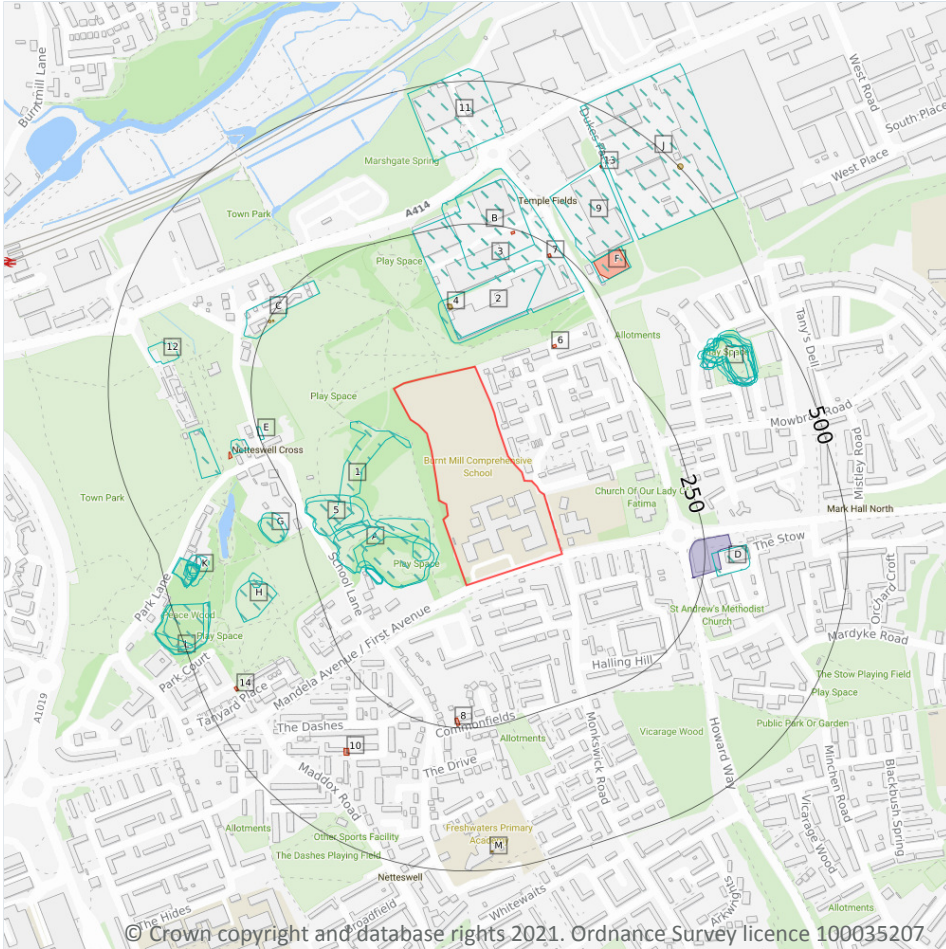 Burntmill Lane
West Road
South Place
11
Dukes Pa
J
Marshgate Spring
13
West Place
Temple Fields
9
Town Park
A414
B
7
F
3
Play Space
4
2
C
Allotments
6
Tany's Dell
12
Play Space
Play Space
Mowbray Road
500
E
Netteswell Cross
Burnt Mill Comprehensive
School
1
Mistley Road
Town Park
250
Church Of Our Lady Of
Fatima
Mark Hall North
5
G
A
The Stow
D
Play Space
K
School Lane
Park Lane
H
Orchard Croft
Peace Wood
Play Space
St Andrew's Methodist
Church
Mardyke Road
Park Court
Halling Hill
Mandela Avenue / First Avenue
The Stow Playing Field
14
Tanyard Place
A1019
Play Space
8
Commonfields
The Dashes
Public Park Or Garden
Vicarage Wood
Howard Way
Monkswick Road
10
Allotments
The Drive
Maddox Road
Minchen Road
Blackbush Spring
Vicarage Wood
Allotments
Other Sports Facility
Freshwaters Primary
Academy
M
The Dashes Playing Field
Netteswell
Whitewaits
The Hides
Allotments
© Crown copyright and database rights 2021. Ordnance Survey licence 100035207.